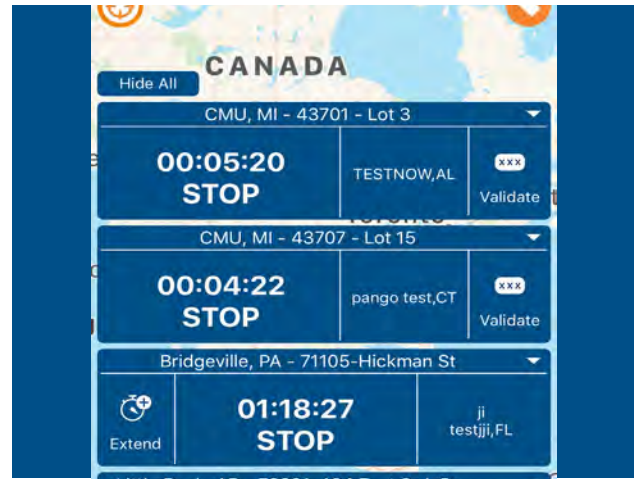 CANADA
Hide All
CMU, MI - 43701 - Lot 3
00:05:20
STOP
TESTNOW,AL
xxx
Validate
CMU, MI - 43707 - Lot 15
00:04:22
STOP
pango test,CT
xxx
Validate
Bridgeville, PA - 71105-Hickman St
Extend
01:18:27
STOP
ji
testjji,FL